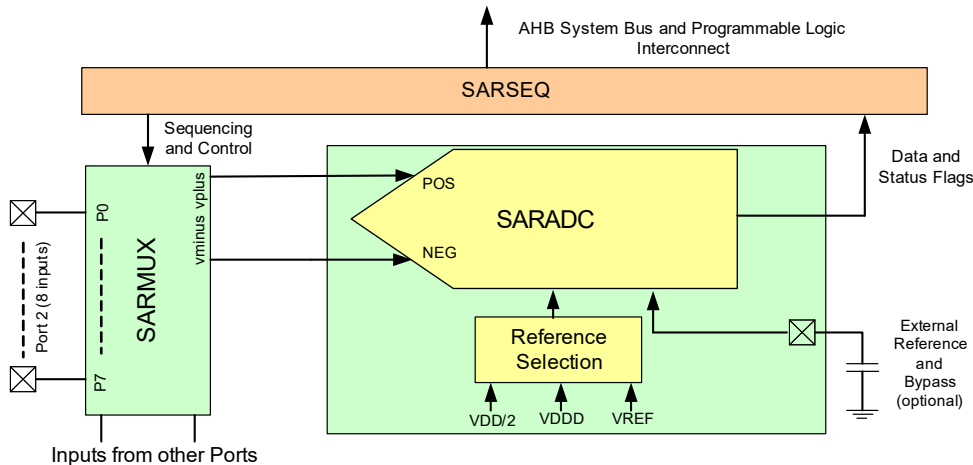 AHB System Bus and Programmable Logic
Interconnect
SARSEQ
Sequencing
and Control
Data and
Status Flags
vminus vplus
POS
NEG
SARADC
P0
Port 2 (8 inputs)
SARMUX
P7
Reference
Selection
External
Reference
and
Bypass
(optional)
VDD/2
VDDD
VREF
Inputs from other Ports